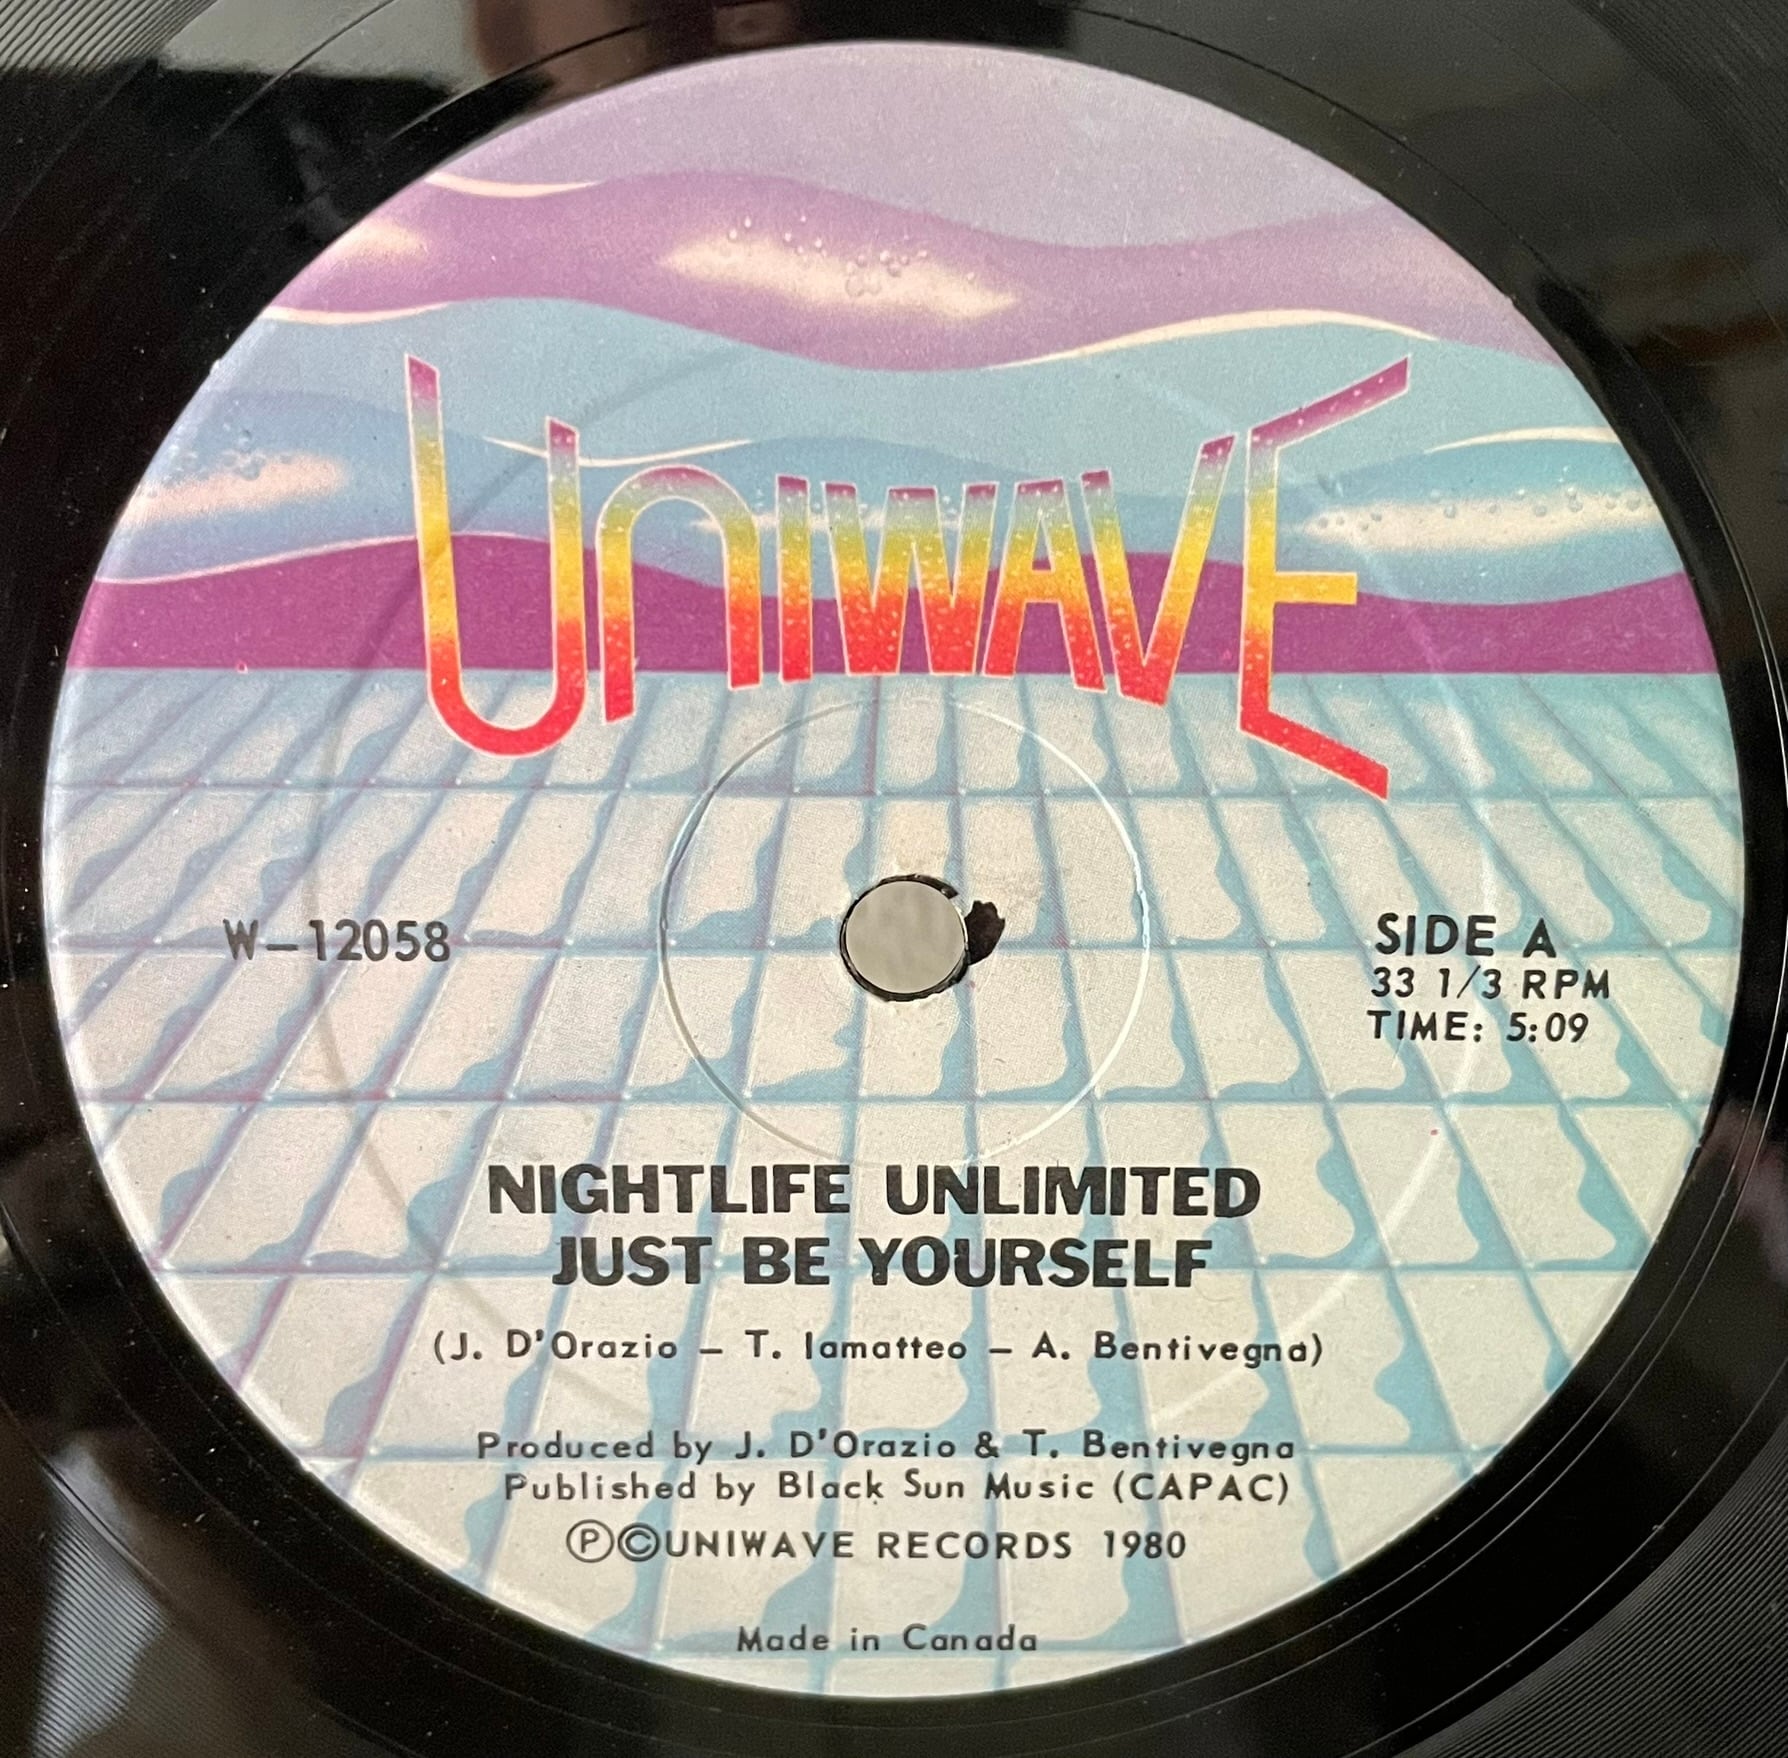 UNIWAVE
W-12058
SIDE A
33 1/3 RPM
TIME: 5:09
NIGHTLIFE UNLIMITED
JUST BE YOURSELF
(J. D'Orazio - T. Iamatteo - A. Bentivegna)
Produced by J. D'Orazio & T. Bentivegna
Published by Black Sun Music (CAPAC)
ⓅⒸUNIWAVE RECORDS 1980
Made in Canada